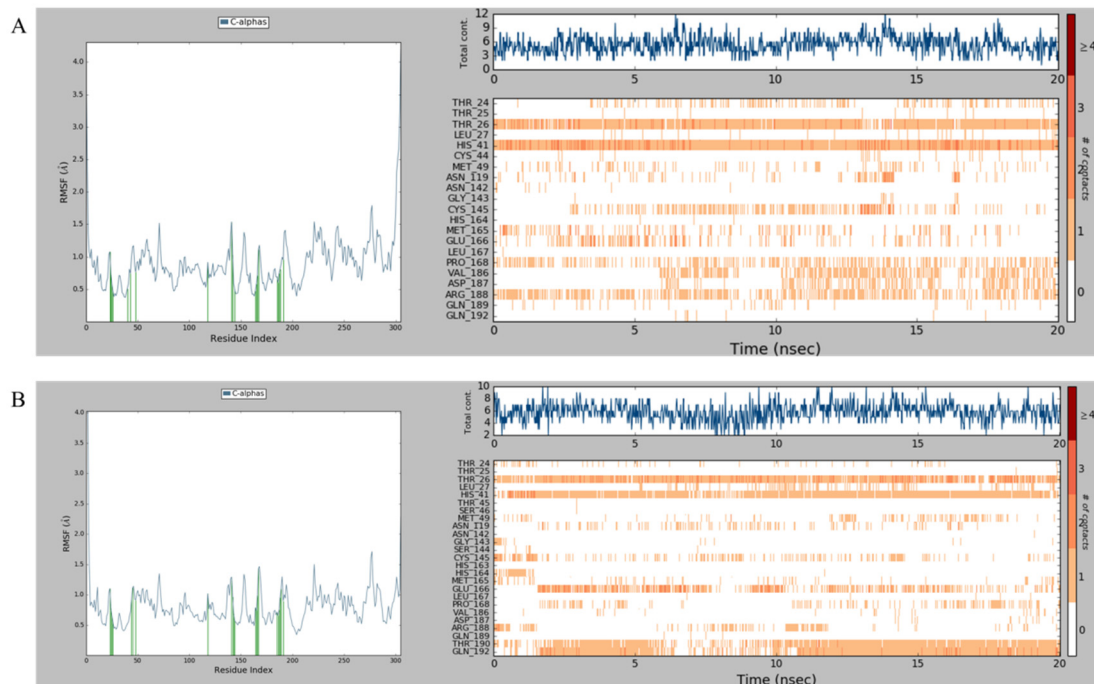 A
C-alphas
RMSF (Å)
4.0
3.5
3.0
2.5
2.0
1.5
1.0
0.5
0 50 100 150 200 250 300
Residue Index
Total cont.
12
9
6
3
0
0 5 10 15 20
THR_24
THR_25
THR_26
LEU_27
HIS_41
CYS_44
MET_49
ASN_119
ASN_142
GLY_143
CYS_145
HIS_164
MET_165
GLU_166
LEU_167
PRO_168
VAL_186
ASP_187
ARG_188
GLN_189
GLN_192
0 5 10 15 20
Time (nsec)
≥4
3
2
1
0
# of contacts
B
C-alphas
RMSF (Å)
4.0
3.5
3.0
2.5
2.0
1.5
1.0
0.5
0.0
0 50 100 150 200 250 300
Residue Index
Total cont.
10
8
6
4
2
0 5 10 15 20
THR_24
THR_25
THR_26
LEU_27
HIS_41
THR_45
SER_46
MET_49
ASN_119
ASN_142
GLY_143
SER_144
CYS_145
HIS_163
HIS_164
MET_165
GLU_166
LEU_167
PRO_168
VAL_186
ASP_187
ARG_188
GLN_189
THR_190
GLN_192
0 5 10 15 20
Time (nsec)
≥4
3
2
1
0
# of contacts